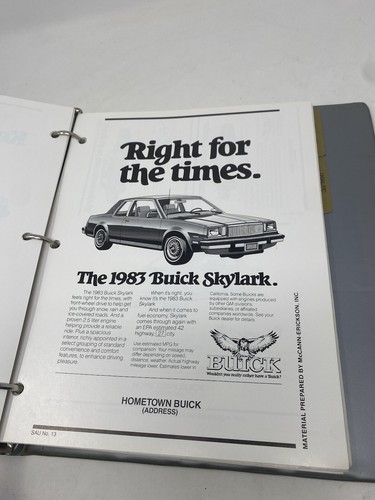 Right for
the times.
The 1983 Buick Skylark.
The 1983 Buick Skylark
feels right for the times, with
front-wheel drive to help get
you through snow, rain and
ice-covered roads. And a
proven 2.5 liter engine
helping provide a reliable
ride. Plus a spacious
interior, richly appointed in a
select grouping of standard
convenience and comfort
features, to enhance driving
pleasure.
When it's right, you
know it's the 1983 Buick
Skylark.
And when it comes to
fuel economy, Skylark
comes through again with
an EPA estimated 42
highway, 27 city.
Use estimated MPG for
comparison. Your mileage may
differ depending on speed,
distance, weather. Actual highway
mileage lower. Estimates lower in
California. Some Buicks are
equipped with engines produced
by other GM divisions,
subsidiaries, or affiliated
companies worldwide. See your
Buick dealer for details.
BUICK
Wouldn't you really rather have a Buick?
HOMETOWN BUICK
(ADDRESS)
SAU No. 13
MATERIAL PREPARED BY McCANN-ERICKSON, INC.